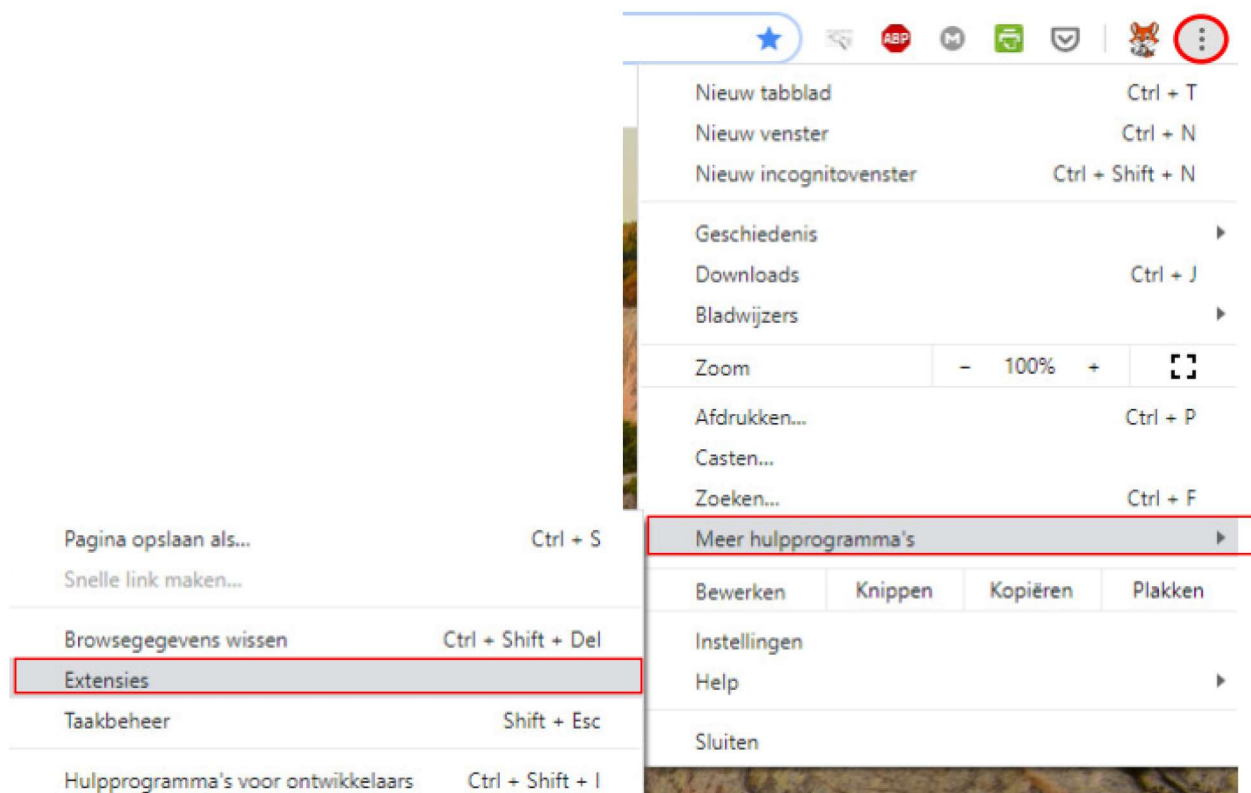 ABP
M
Nieuw tabblad Ctrl + T
Nieuw venster Ctrl + N
Nieuw incognitovenster Ctrl + Shift + N
Geschiedenis
Downloads Ctrl + J
Bladwijzers
Zoom - 100% +
Afdrukken... Ctrl + P
Casten...
Zoeken... Ctrl + F
Meer hulpprogramma's
Bewerken Knippen Kopiëren Plakken
Instellingen
Help
Sluiten
Pagina opslaan als... Ctrl + S
Snelle link maken...
Browsegegevens wissen Ctrl + Shift + Del
Extensies
Taakbeheer Shift + Esc
Hulpprogramma's voor ontwikkelaars Ctrl + Shift + I